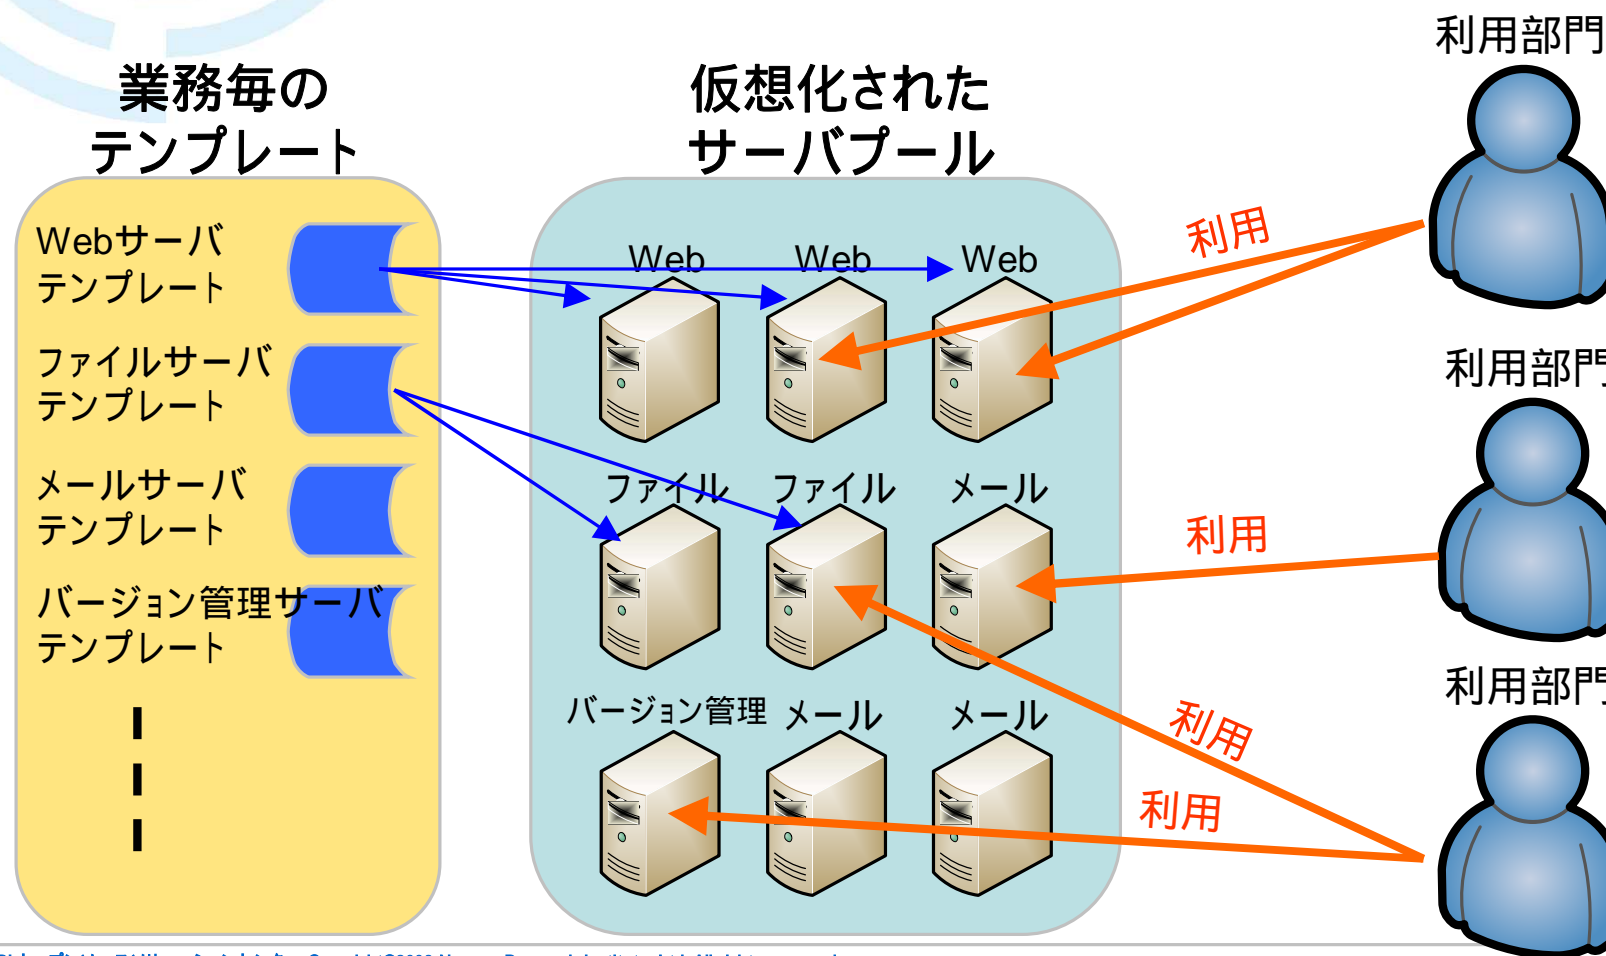 業務毎の
テンプレート
Webサーバ
テンプレート
ファイルサーバ
テンプレート
メールサーバ
テンプレート
バージョン管理サーバ
テンプレート
仮想化された
サーバプール
Web Web Web
ファイル ファイル メール
バージョン管理 メール メール
利用
利用
利用
利用
利用部門
利用部門
利用部門